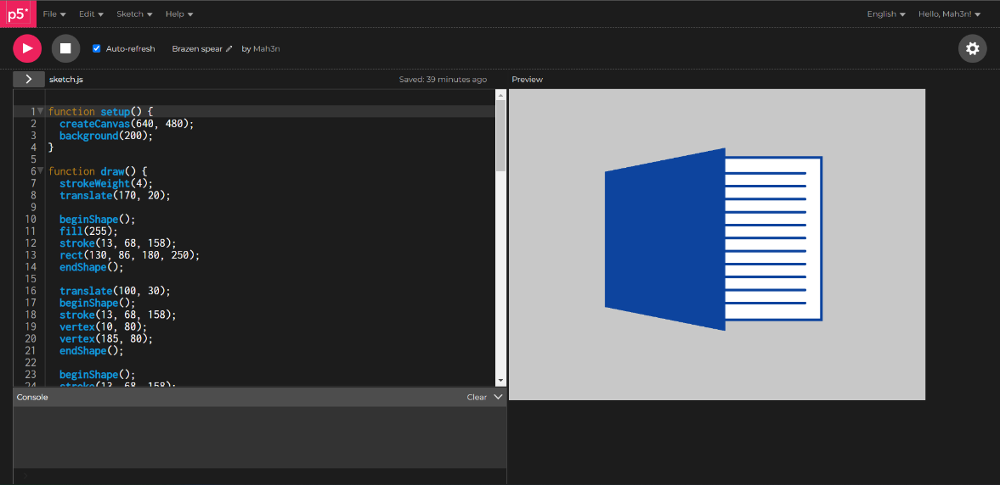 p5*
File Edit Sketch Help English Hello, Mah3n!
Auto-refresh Brazen spear by Mah3n
sketch.js Saved: 39 minutes ago Preview
1 function setup() {
2 createCanvas(640, 480);
3 background(200);
4 }
5
6 function draw() {
7 strokeWeight(4);
8 translate(170, 20);
9
10 beginShape();
11 fill(255);
12 stroke(13, 68, 158);
13 rect(130, 86, 180, 250);
14 endShape();
15
16 translate(100, 30);
17 beginShape();
18 stroke(13, 68, 158);
19 vertex(10, 80);
20 vertex(185, 80);
21 endShape();
22
23 beginShape();
24 stroke(13, 68, 158);
Console Clear